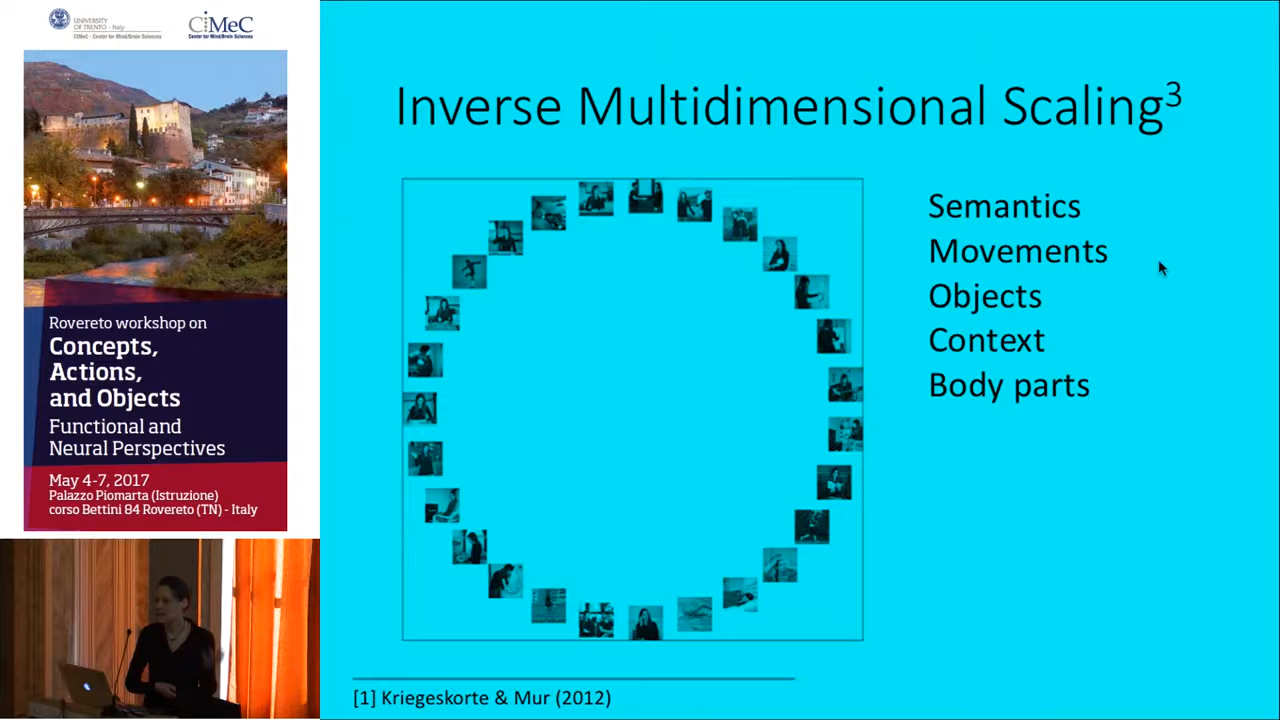 UNIVERSITY
OF TRENTO - Italy
CIMeC - Center for Mind/Brain Sciences
CiMeC
Center for Mind/Brain Sciences
Rovereto workshop on
Concepts,
Actions,
and Objects
Functional and
Neural Perspectives
May 4-7, 2017
Palazzo Piomarta (Istruzione)
corso Bettini 84 Rovereto (TN) - Italy
Inverse Multidimensional Scaling3
Semantics
Movements
Objects
Context
Body parts
[1] Kriegeskorte & Mur (2012)